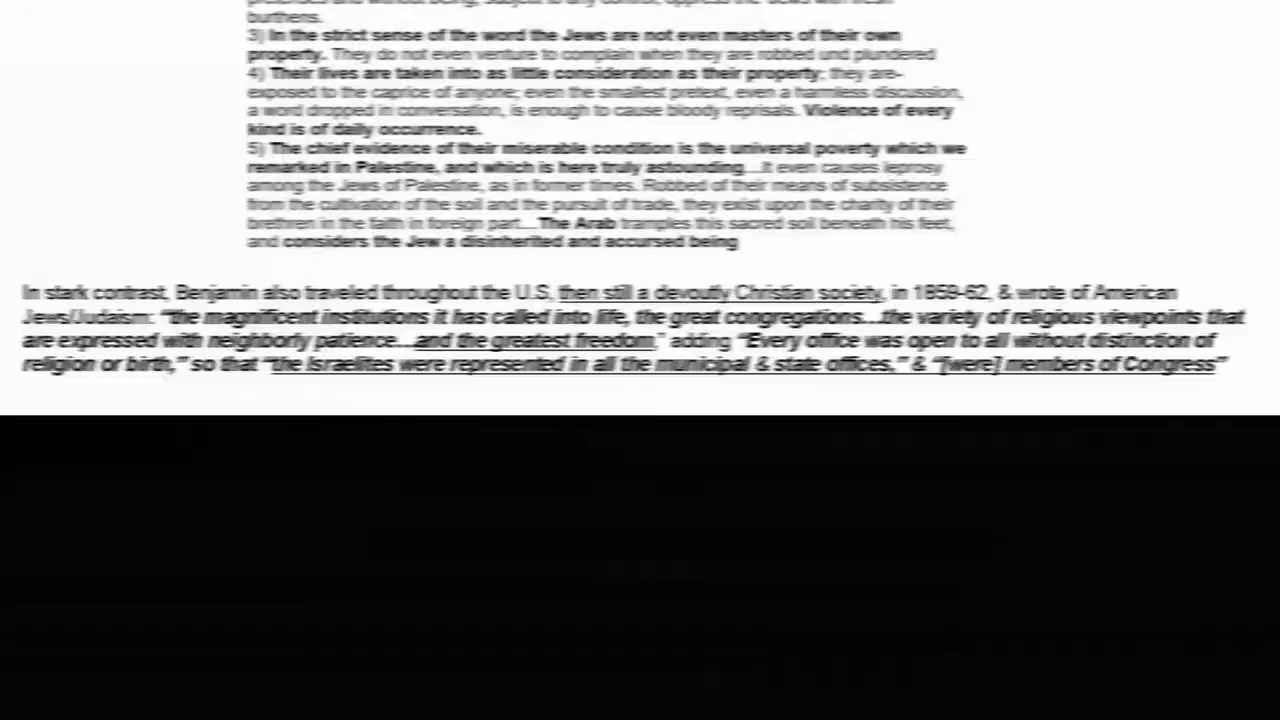 burthens.
3) In the strict sense of the word the Jews are not even masters of their own
property. They do not even venture to complain when they are robbed and plundered
4) Their lives are taken into as little consideration as their property; they are-
exposed to the caprice of anyone; even the smallest pretext, even a harmless discussion,
a word dropped in conversation, is enough to cause bloody reprisals. Violence of every
kind is of daily occurrence.
5) The chief evidence of their miserable condition is the universal poverty which we
remarked in Palestine, and which is here truly astounding...it even causes leprosy
among the Jews of Palestine, as in former times. Robbed of their means of subsistence
from the cultivation of the soil and the pursuit of trade, they exist upon the charity of their
brethren in the faith in foreign part....The Arab tramples this sacred soil beneath his feet,
and considers the Jew a disinherited and accursed being
In stark contrast, Benjamin also traveled throughout the U.S, then still a devoutly Christian society, in 1859-62, & wrote of American
Jews/Judaism: “the magnificent institutions it has called into life, the great congregations...the variety of religious viewpoints that
are expressed with neighborly patience...and the greatest freedom,” adding “Every office was open to all without distinction of
religion or birth,” so that “the Israelites were represented in all the municipal & state offices,” & “[were] members of Congress”